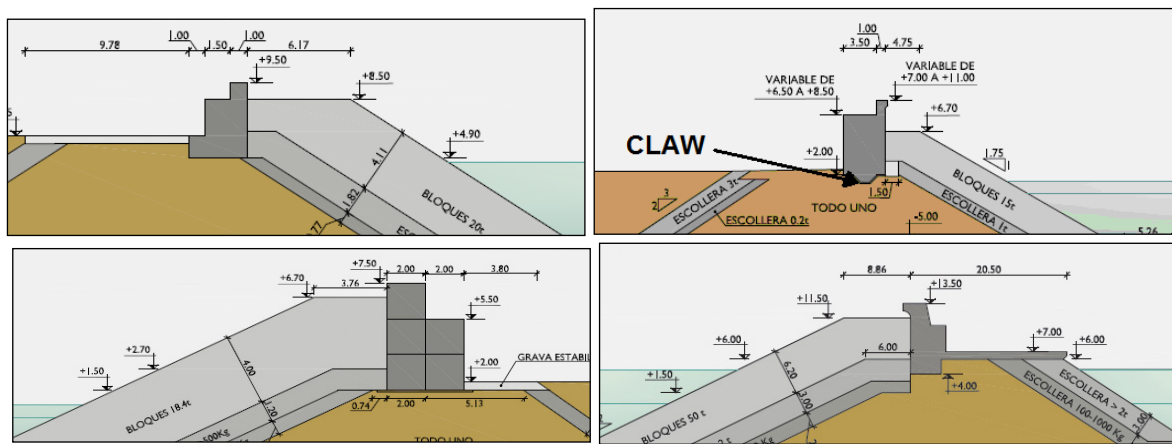 1.00
1.00
9.78
1.50
6.17
+9.50
+8.50
+4.90
4.11
1.82
BLOQUES 20t
1.00
3.50
4.75
VARIABLE DE
+7.00 A +11.00
VARIABLE DE
+6.50 A +8.50
+6.70
CLAW
+2.00
1.75
1
3
2
1.50
BLOQUES 15t
ESCOLLERA 3t
TODO UNO
ESCOLLERA 1t
ESCOLLERA 0.2t
-5.00
5.26
+7.50
2.00
2.00
3.80
+6.70
3.76
+5.50
+2.70
4.00
+2.00
GRAVA ESTABIL
+1.50
BLOQUES 18.4t
1.20
0.74
2.00
5.13
500Kg
TODO UNO
8.86
20.50
+13.50
+11.50
+6.00
6.00
+7.00
+6.00
+1.50
6.20
+4.00
3.00
BLOQUES 50 t
ESCOLLERA > 2t
ESCOLLERA 100-1000 Kg
3.00